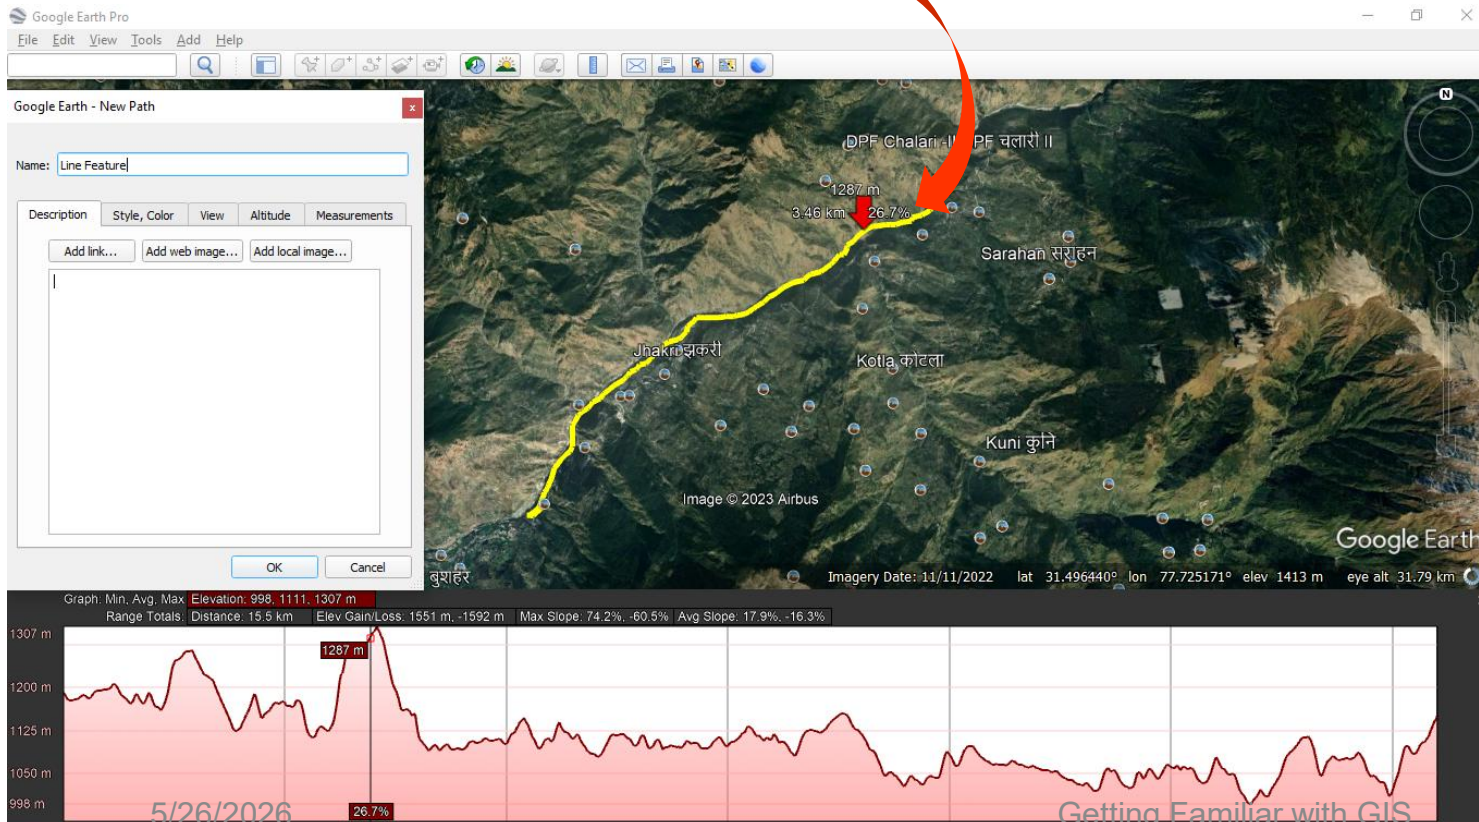 Google Earth Pro
File Edit View Tools Add Help
Google Earth - New Path
x
Name: Line Feature
Description Style, Color View Altitude Measurements
Add link... Add web image... Add local image...
OK Cancel
N
DPF Chalari -II PF चलारी II
1287 m
3.46 km 26.7%
Sarahan सराहन
Jhakri झाकरी
Kotla कोटला
Kuni कुनि
Image © 2023 Airbus
Google Earth
बुशहर
Imagery Date: 11/11/2022 lat 31.496440° lon 77.725171° elev 1413 m eye alt 31.79 km
Graph: Min, Avg, Max Elevation: 998, 1111, 1307 m
Range Totals: Distance: 15.5 km Elev Gain/Loss: 1551 m, -1592 m Max Slope: 74.2%, -60.5% Avg Slope: 17.9%, -16.3%
1307 m
1287 m
1200 m
1125 m
1050 m
998 m
26.7%
5/26/2026
Getting Familiar with GIS